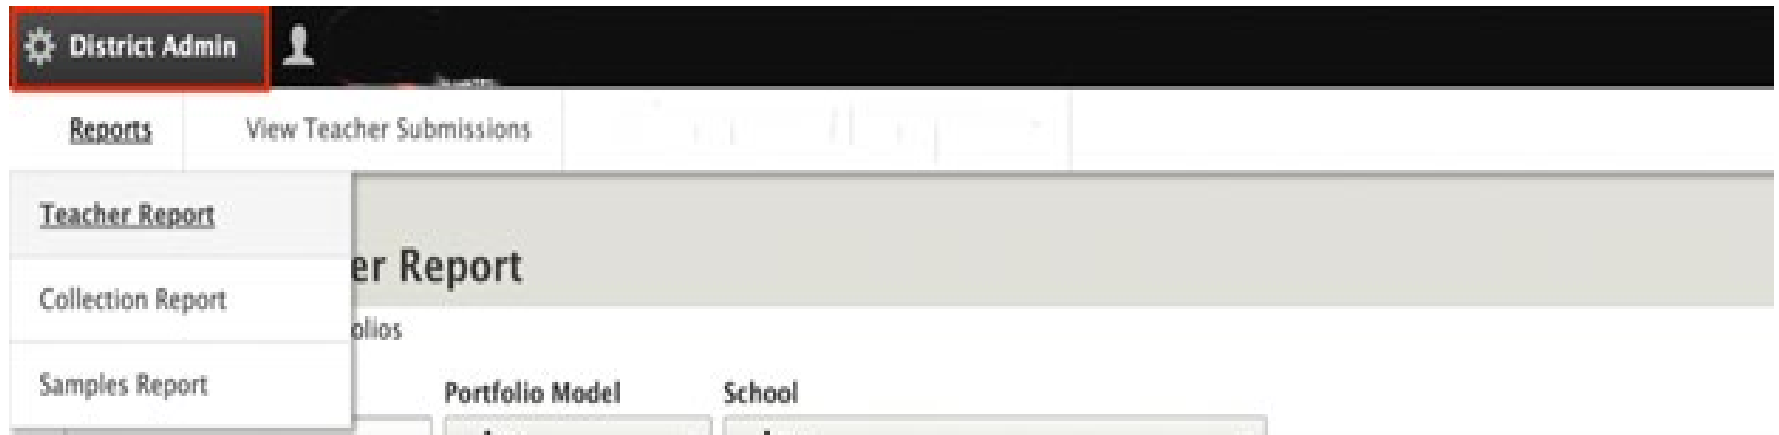 District Admin
Reports View Teacher Submissions
Teacher Report
er Report
Collection Report
olios
Samples Report
Portfolio Model School